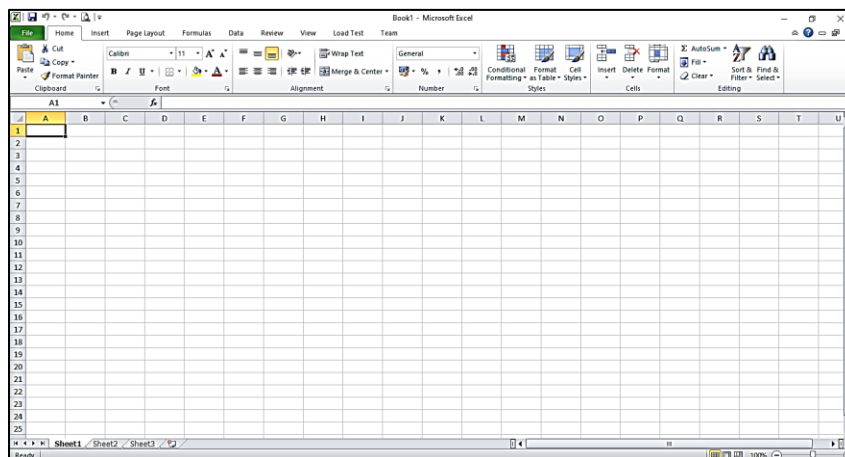 Book1 - Microsoft Excel
File Home Insert Page Layout Formulas Data Review View Load Test Team
Cut
Copy
Format Painter
Paste
Calibri 11 A A
B I U A
Wrap Text
Merge & Center
General
% ,
Conditional Formatting
Format as Table
Cell Styles
Insert Delete Format
Σ AutoSum
Fill
Clear
Sort & Filter
Find & Select
Clipboard Font Alignment Number Styles Cells Editing
A1 fx
A B C D E F G H I J K L M N O P Q R S T U
1
2
3
4
5
6
7
8
9
10
11
12
13
14
15
16
17
18
19
20
21
22
23
24
25
Sheet1 Sheet2 Sheet3
Ready 100%